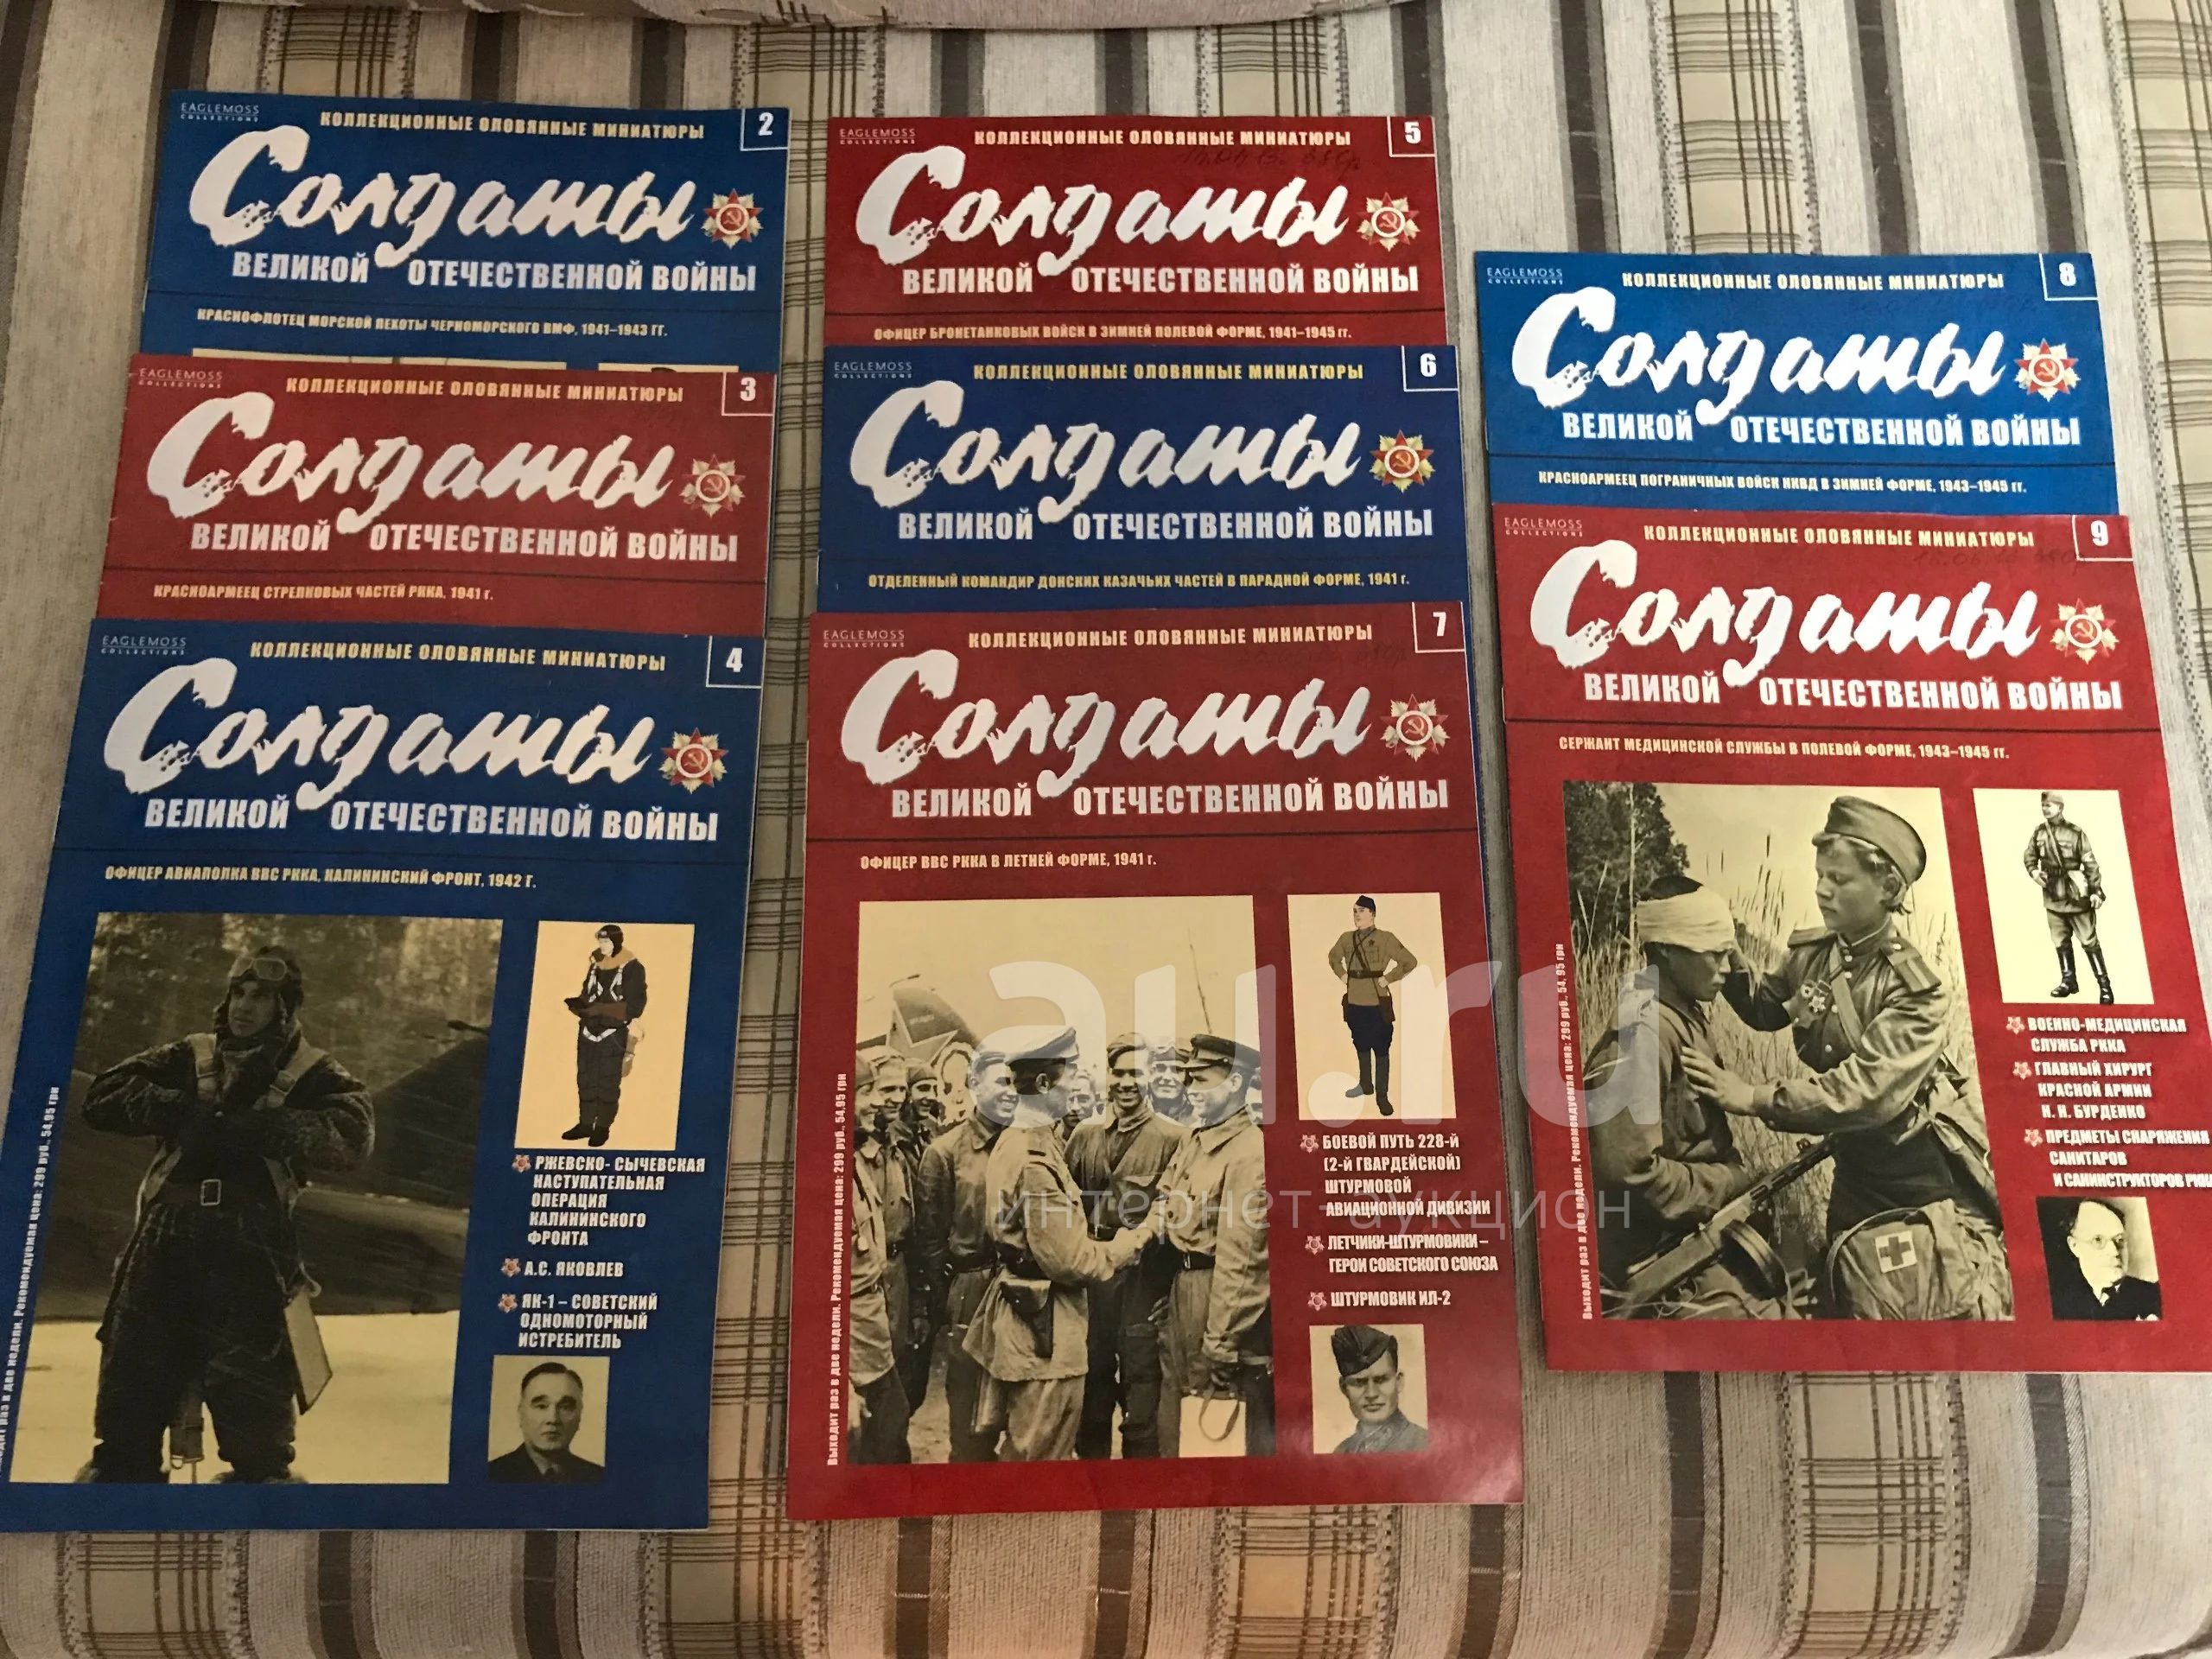 EAGLEMOSS
COLLECTIONS
КОЛЛЕКЦИОННЫЕ ОЛОВЯННЫЕ МИНИАТЮРЫ
2
Солдаты
ВЕЛИКОЙ ОТЕЧЕСТВЕННОЙ ВОЙНЫ
КРАСНОФЛОТЕЦ МОРСКОЙ ПЕХОТЫ ЧЕРНОМОРСКОГО ВМФ, 1941–1943 ГГ.
EAGLEMOSS
COLLECTIONS
КОЛЛЕКЦИОННЫЕ ОЛОВЯННЫЕ МИНИАТЮРЫ
3
Солдаты
ВЕЛИКОЙ ОТЕЧЕСТВЕННОЙ ВОЙНЫ
КРАСНОАРМЕЕЦ СТРЕЛКОВЫХ ЧАСТЕЙ РККА, 1941 г.
EAGLEMOSS
COLLECTIONS
КОЛЛЕКЦИОННЫЕ ОЛОВЯННЫЕ МИНИАТЮРЫ
4
Солдаты
ВЕЛИКОЙ ОТЕЧЕСТВЕННОЙ ВОЙНЫ
ОФИЦЕР АВИАПОЛКА ВВС РККА, КАЛИНИНСКИЙ ФРОНТ, 1942 Г.
РЖЕВСКО- СЫЧЕВСКАЯ
НАСТУПАТЕЛЬНАЯ
ОПЕРАЦИЯ
КАЛИНИНСКОГО
ФРОНТА
А.С. ЯКОВЛЕВ
ЯК-1 – СОВЕТСКИЙ
ОДНОМОТОРНЫЙ
ИСТРЕБИТЕЛЬ
раз в две недели. Рекомендуемая цена: 299 руб., 54,95 грн
EAGLEMOSS
COLLECTIONS
КОЛЛЕКЦИОННЫЕ ОЛОВЯННЫЕ МИНИАТЮРЫ
5
Солдаты
ВЕЛИКОЙ ОТЕЧЕСТВЕННОЙ ВОЙНЫ
ОФИЦЕР БРОНЕТАНКОВЫХ ВОЙСК В ЗИМНЕЙ ПОЛЕВОЙ ФОРМЕ, 1941–1945 гг.
EAGLEMOSS
COLLECTIONS
КОЛЛЕКЦИОННЫЕ ОЛОВЯННЫЕ МИНИАТЮРЫ
6
Солдаты
ВЕЛИКОЙ ОТЕЧЕСТВЕННОЙ ВОЙНЫ
ОТДЕЛЕННЫЙ КОМАНДИР ДОНСКИХ КАЗАЧЬИХ ЧАСТЕЙ В ПАРАДНОЙ ФОРМЕ, 1941 г.
EAGLEMOSS
COLLECTIONS
КОЛЛЕКЦИОННЫЕ ОЛОВЯННЫЕ МИНИАТЮРЫ
7
Солдаты
ВЕЛИКОЙ ОТЕЧЕСТВЕННОЙ ВОЙНЫ
ОФИЦЕР ВВС РККА В ЛЕТНЕЙ ФОРМЕ, 1941 г.
БОЕВОЙ ПУТЬ 228-Й
(2-Й ГВАРДЕЙСКОЙ)
ШТУРМОВОЙ
АВИАЦИОННОЙ ДИВИЗИИ
ЛЕТЧИКИ-ШТУРМОВИКИ –
ГЕРОИ СОВЕТСКОГО СОЮЗА
ШТУРМОВИК ИЛ-2
Выходит раз в две недели. Рекомендуемая цена: 299 руб., 54,95 грн
EAGLEMOSS
COLLECTIONS
КОЛЛЕКЦИОННЫЕ ОЛОВЯННЫЕ МИНИАТЮРЫ
8
Солдаты
ВЕЛИКОЙ ОТЕЧЕСТВЕННОЙ ВОЙНЫ
КРАСНОАРМЕЕЦ ПОГРАНИЧНЫХ ВОЙСК НКВД В ЗИМНЕЙ ФОРМЕ, 1943–1945 гг.
EAGLEMOSS
COLLECTIONS
КОЛЛЕКЦИОННЫЕ ОЛОВЯННЫЕ МИНИАТЮРЫ
9
Солдаты
ВЕЛИКОЙ ОТЕЧЕСТВЕННОЙ ВОЙНЫ
СЕРЖАНТ МЕДИЦИНСКОЙ СЛУЖБЫ В ПОЛЕВОЙ ФОРМЕ, 1943–1945 гг.
ВОЕННО-МЕДИЦИНСКАЯ
СЛУЖБА РККА
ГЛАВНЫЙ ХИРУРГ
КРАСНОЙ АРМИИ
Н. Н. БУРДЕНКО
ПРЕДМЕТЫ СНАРЯЖЕНИЯ
САНИТАРОВ
И САНИНСТРУКТОРОВ РККА
Выходит раз в две недели. Рекомендуемая цена: 299 руб., 54,95 грн
au.ru
интернет-аукцион